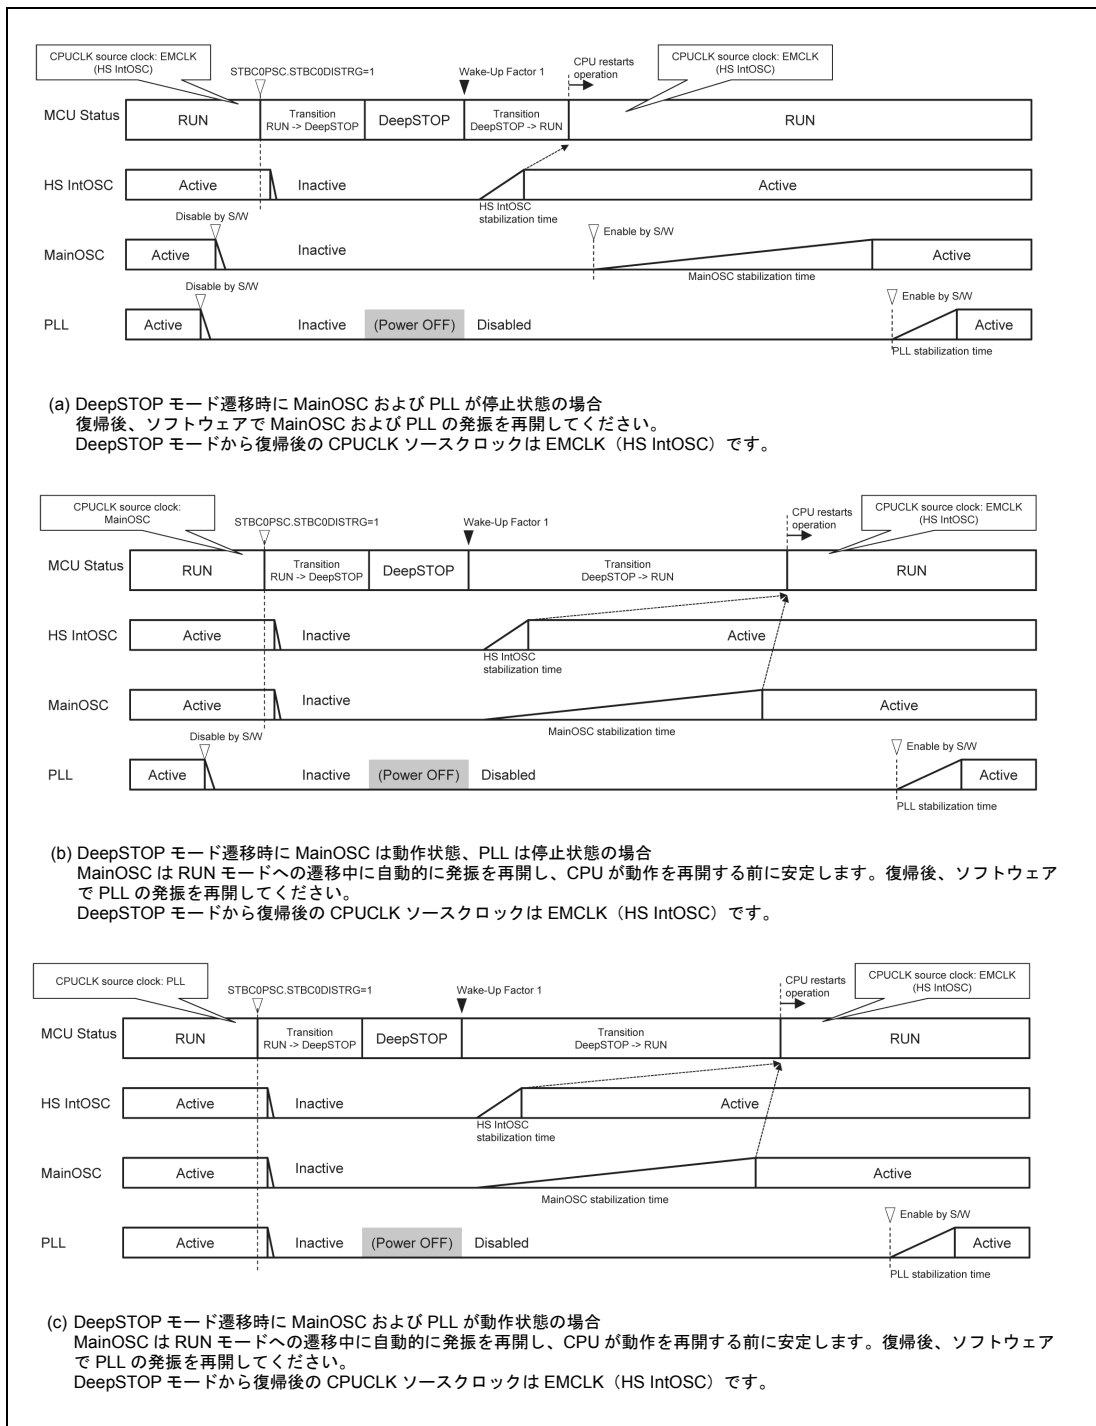 CPUCLK source clock: EMCLK
(HS IntOSC)
STBC0PSC.STBC0DISTRG=1
Wake-Up Factor 1
CPU restarts
operation
CPUCLK source clock: EMCLK
(HS IntOSC)
MCU Status
RUN
Transition
RUN -> DeepSTOP
DeepSTOP
Transition
DeepSTOP -> RUN
RUN
HS IntOSC
Active
Inactive
Active
HS IntOSC
stabilization time
Disable by S/W
Enable by S/W
MainOSC
Active
Inactive
MainOSC stabilization time
Active
Disable by S/W
Enable by S/W
PLL
Active
Inactive
(Power OFF)
Disabled
Active
PLL stabilization time
(a) DeepSTOP モード遷移時に MainOSC および PLL が停止状態の場合
復帰後、ソフトウェアで MainOSC および PLL の発振を再開してください。
DeepSTOP モードから復帰後の CPUCLK ソースクロックは EMCLK（HS IntOSC）です。
CPUCLK source clock:
MainOSC
STBC0PSC.STBC0DISTRG=1
Wake-Up Factor 1
CPU restarts
operation
CPUCLK source clock: EMCLK
(HS IntOSC)
MCU Status
RUN
Transition
RUN -> DeepSTOP
DeepSTOP
Transition
DeepSTOP -> RUN
RUN
HS IntOSC
Active
Inactive
Active
HS IntOSC
stabilization time
MainOSC
Active
Inactive
MainOSC stabilization time
Active
Disable by S/W
Enable by S/W
PLL
Active
Inactive
(Power OFF)
Disabled
Active
PLL stabilization time
(b) DeepSTOP モード遷移時に MainOSC は動作状態、PLL は停止状態の場合
MainOSC は RUN モードへの遷移中に自動的に発振を再開し、CPU が動作を再開する前に安定します。復帰後、ソフトウェア
で PLL の発振を再開してください。
DeepSTOP モードから復帰後の CPUCLK ソースクロックは EMCLK（HS IntOSC）です。
CPUCLK source clock: PLL
STBC0PSC.STBC0DISTRG=1
Wake-Up Factor 1
CPU restarts
operation
CPUCLK source clock: EMCLK
(HS IntOSC)
MCU Status
RUN
Transition
RUN -> DeepSTOP
DeepSTOP
Transition
DeepSTOP -> RUN
RUN
HS IntOSC
Active
Inactive
Active
HS IntOSC
stabilization time
MainOSC
Active
Inactive
MainOSC stabilization time
Active
Enable by S/W
PLL
Active
Inactive
(Power OFF)
Disabled
Active
PLL stabilization time
(c) DeepSTOP モード遷移時に MainOSC および PLL が動作状態の場合
MainOSC は RUN モードへの遷移中に自動的に発振を再開し、CPU が動作を再開する前に安定します。復帰後、ソフトウェア
で PLL の発振を再開してください。
DeepSTOP モードから復帰後の CPUCLK ソースクロックは EMCLK（HS IntOSC）です。